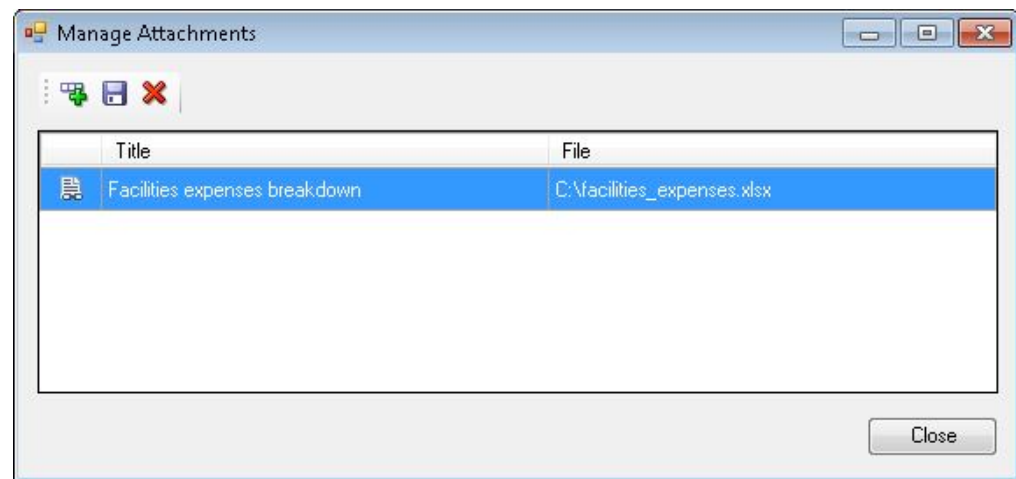 Manage Attachments
Title File
Facilities expenses breakdown C:\facilities_expenses.xlsx
Close